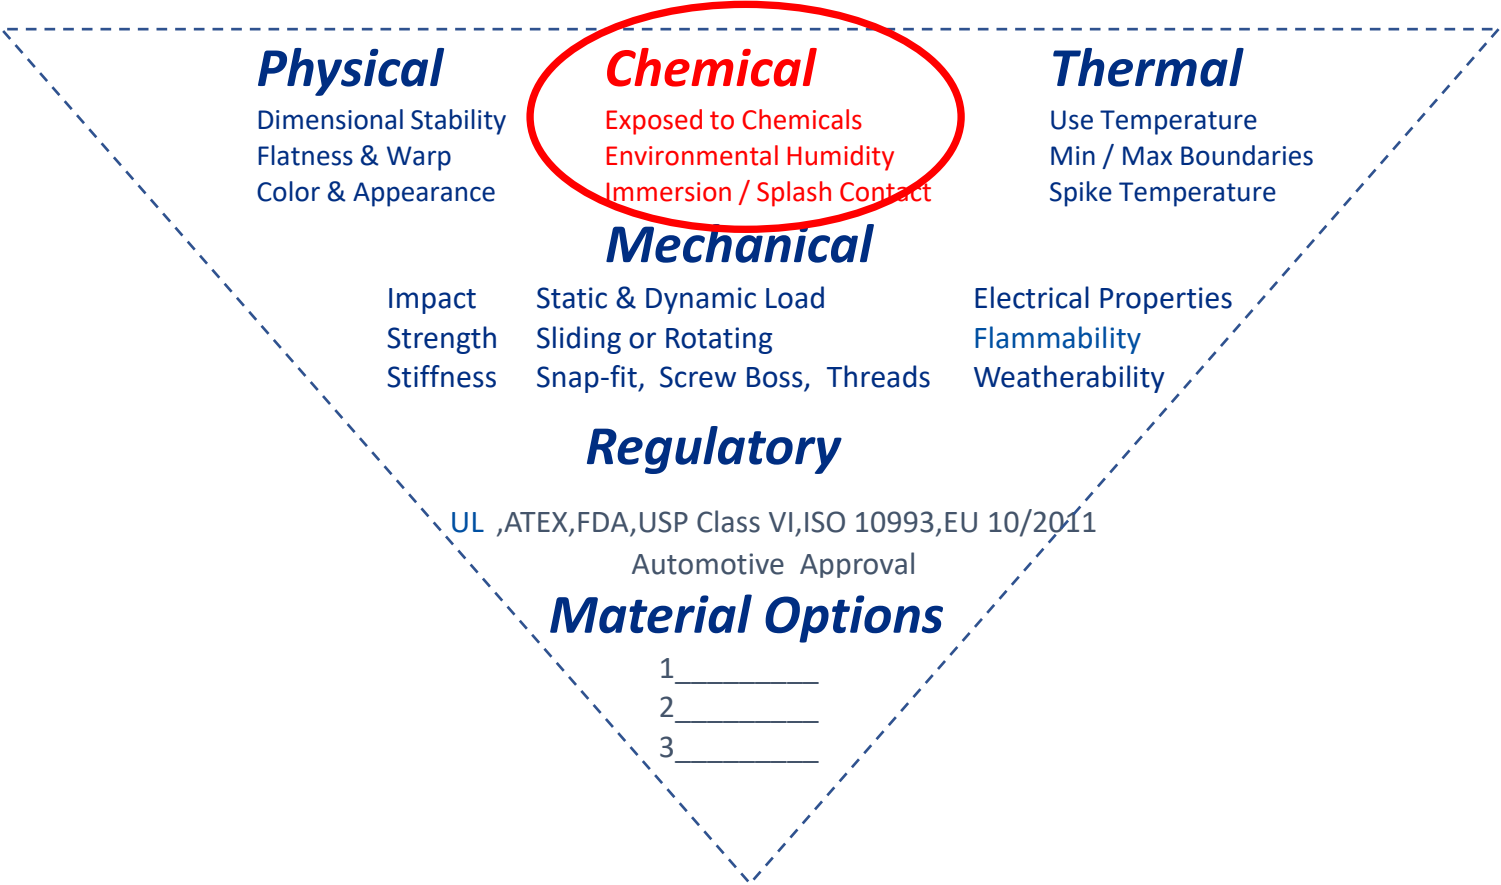 Physical
Dimensional Stability
Flatness & Warp
Color & Appearance
Chemical
Exposed to Chemicals
Environmental Humidity
Immersion / Splash Contact
Thermal
Use Temperature
Min / Max Boundaries
Spike Temperature
Mechanical
Impact
Strength
Stiffness
Static & Dynamic Load
Sliding or Rotating
Snap-fit, Screw Boss, Threads
Electrical Properties
Flammability
Weatherability
Regulatory
UL ,ATEX,FDA,USP Class VI,ISO 10993,EU 10/2011
Automotive Approval
Material Options
1_________
2_________
3_________